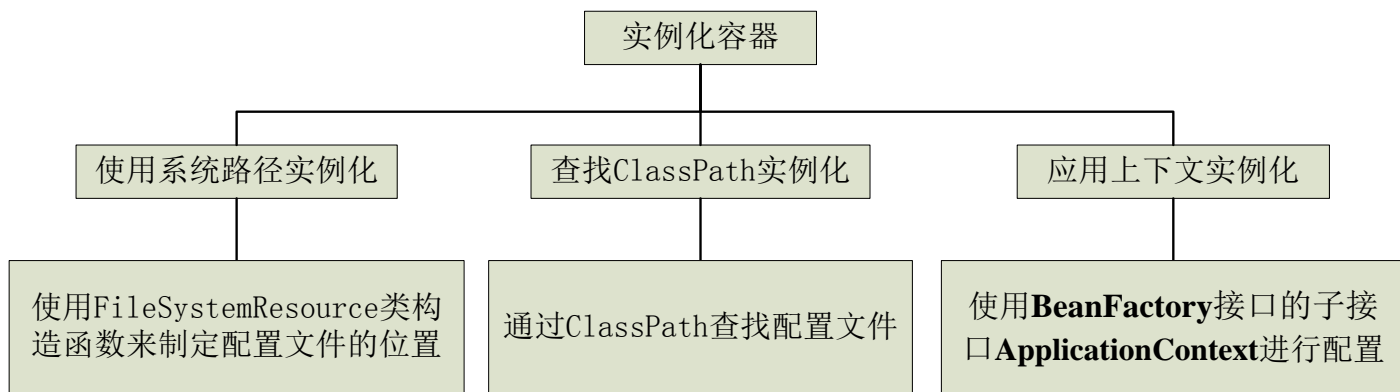 实例化容器
使用系统路径实例化
查找ClassPath实例化
应用上下文实例化
使用FileSystemResource类构
造函数来制定配置文件的位置
通过ClassPath查找配置文件
使用BeanFactory接口的子接
口ApplicationContext进行配置